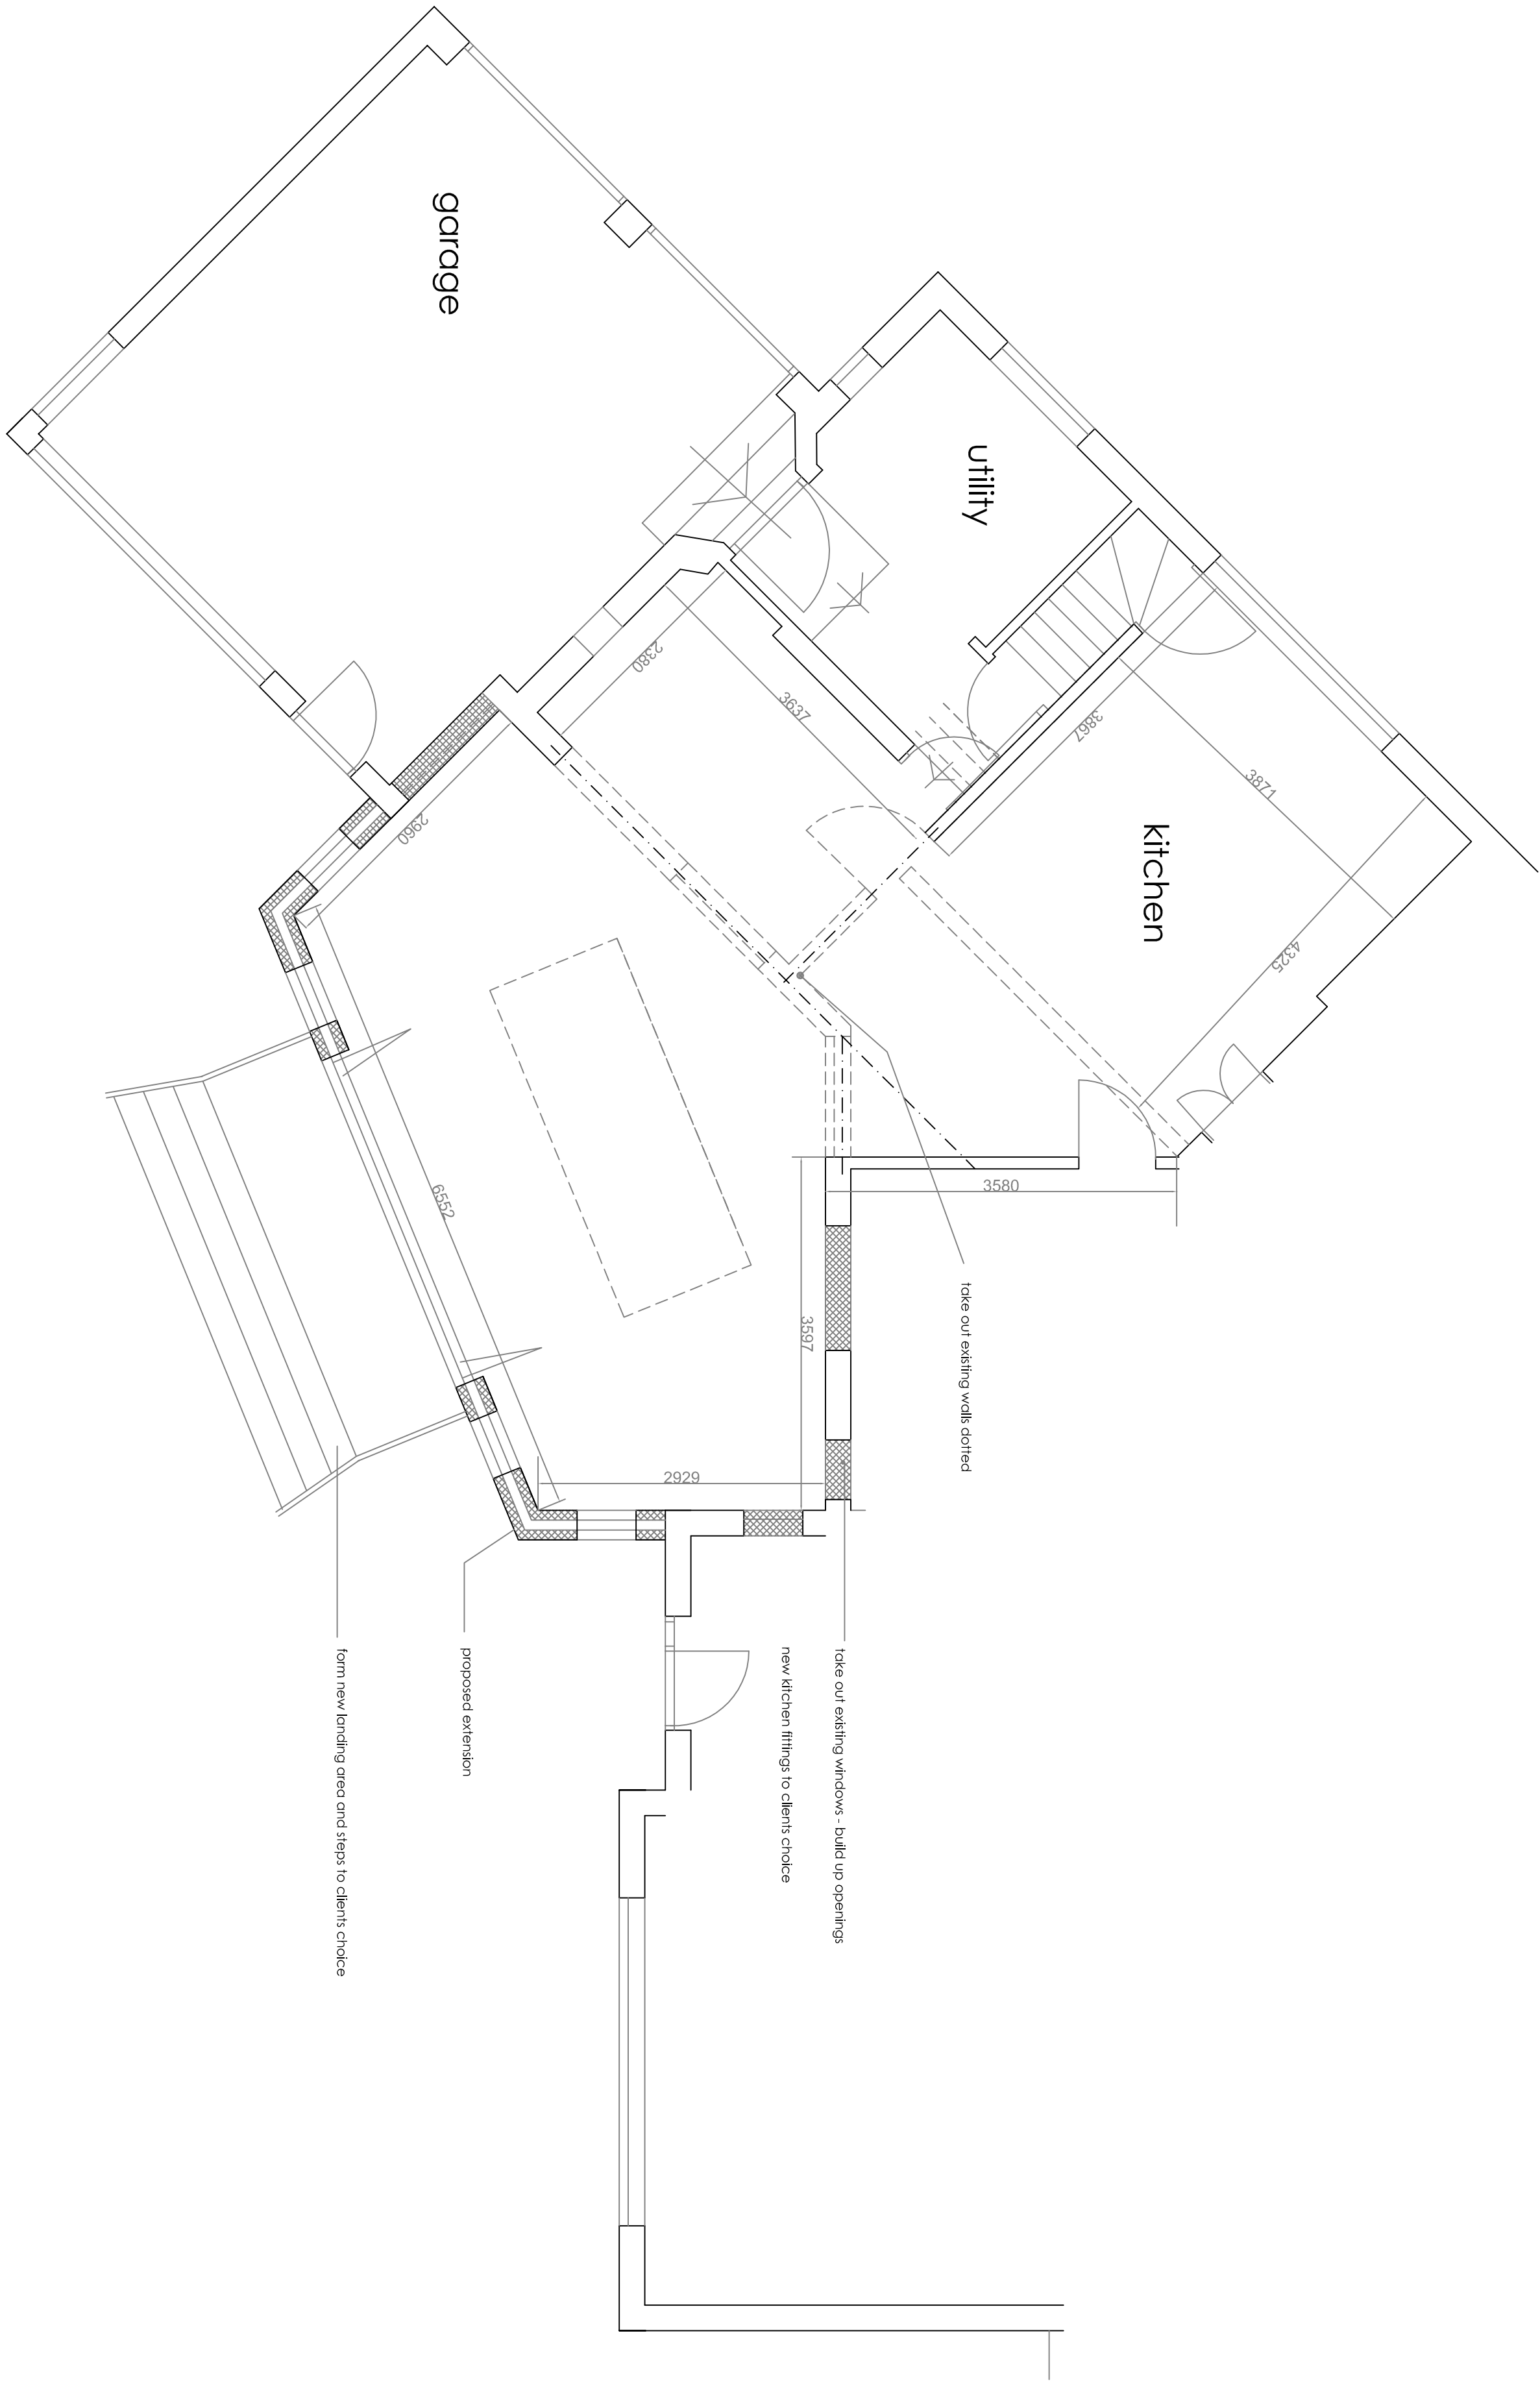 garage
utility
kitchen
2380
3637
3867
3871
4325
2960
6552
3580
3597
2929
take out existing walls dotted
take out existing windows - build up openings
new kitchen fittings to clients choice
proposed extension
form new landing area and steps to clients choice